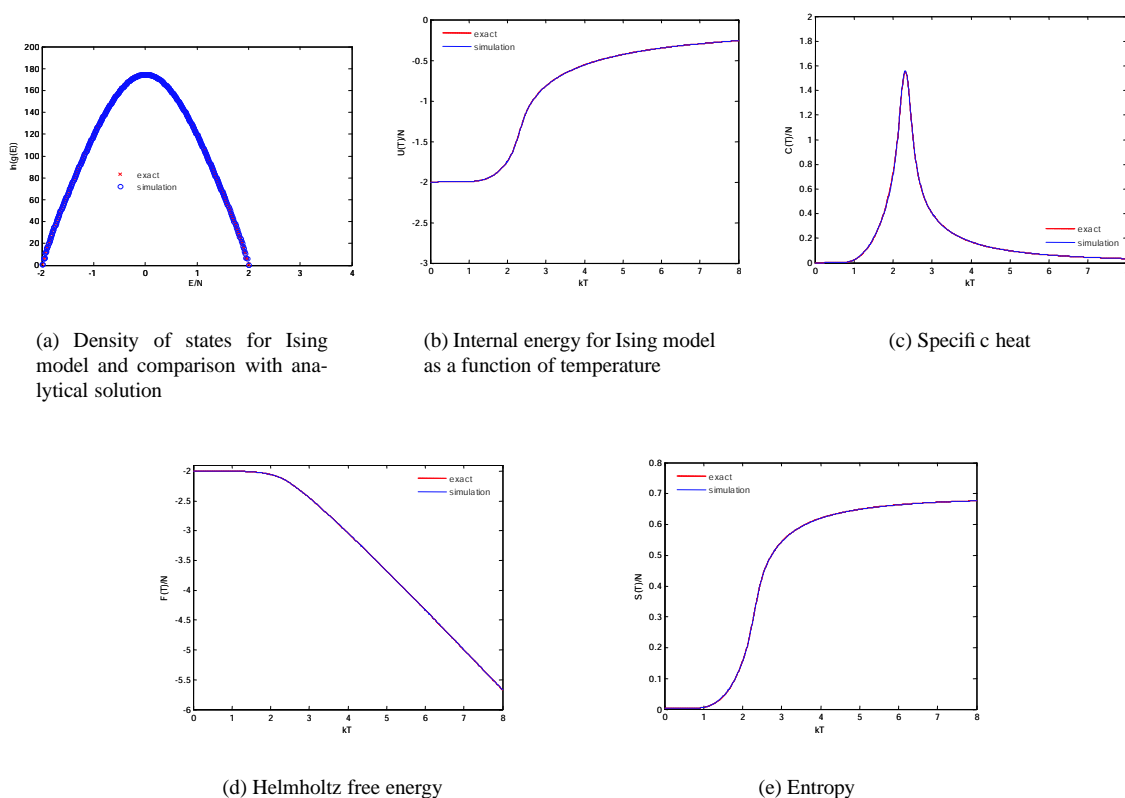 200
180
160
140
120
100
80
60
40
20
0
ln(g(E))
exact
simulation
-2 -1 0 1 2 3 4
E/N
(a) Density of states for Ising
model and comparison with ana-
lytical solution
0
-0.5
-1
-1.5
-2
-2.5
-3
U(T)/N
exact
simulation
0 1 2 3 4 5 6 7 8
kT
(b) Internal energy for Ising model
as a function of temperature
2
1.8
1.6
1.4
1.2
1
0.8
0.6
0.4
0.2
0
C(T)/N
exact
simulation
0 1 2 3 4 5 6 7
kT
(c) Specifi c heat
-2
-2.5
-3
-3.5
-4
-4.5
-5
-5.5
-6
F(T)/N
exact
simulation
0 1 2 3 4 5 6 7 8
kT
(d) Helmholtz free energy
0.8
0.7
0.6
0.5
0.4
0.3
0.2
0.1
0
S(T)/N
exact
simulation
0 1 2 3 4 5 6 7 8
kT
(e) Entropy